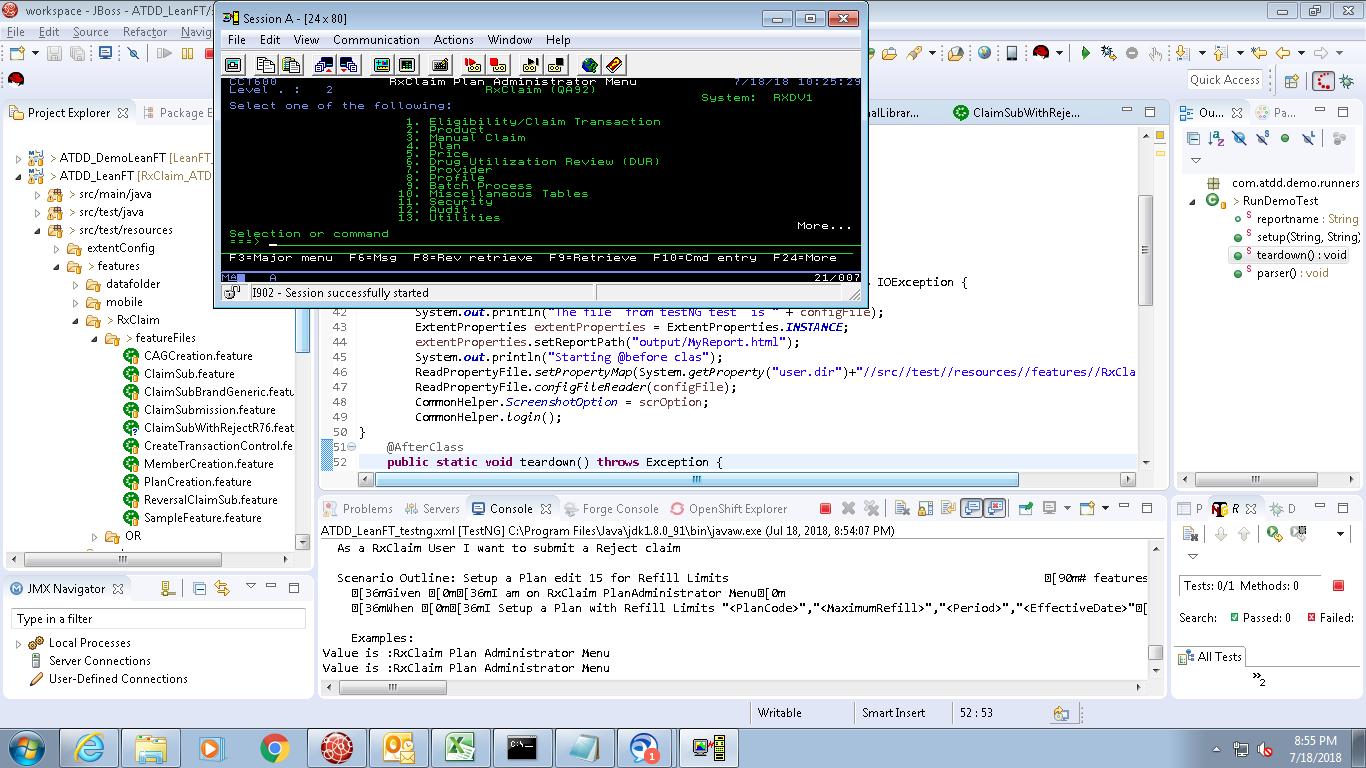 workspace - JBoss - ATDD_LeanFT/
File Edit Source Refactor Navig
Quick Access
Session A - [24 x 80]
File Edit View Communication Actions Window Help
CCT600 RxClaim Plan Administrator Menu 7/18/18 10:25:29
Level . : 2 RxClaim (QA92)
System: RXDV1
Select one of the following:
1. Eligibility/Claim Transaction
2. Product
3. Manual Claim
4. Plan
5. Price
6. Drug Utilization Review (DUR)
7. Provider
8. Profile
9. Batch Process
10. Miscellaneous Tables
11. Security
12. Audit
13. Utilities
More...
Selection or command
===>
F3=Major menu F6=Msg F8=Rev retrieve F9=Retrieve F10=Cmd entry F24=More
MA A 21/007
I902 - Session successfully started
Project Explorer Package E
> ATDD_DemoLeanFT [LeanFT_
> ATDD_LeanFT [RxClaim_ATD
> src/main/java
> src/test/java
> src/test/resources
extentConfig
> features
datafolder
mobile
> RxClaim
> featureFiles
CAGCreation.feature
ClaimSub.feature
ClaimSubBrandGeneric.featu
ClaimSubmission.feature
ClaimSubWithRejectR76.feat
CreateTransactionControl.fe
MemberCreation.feature
PlanCreation.feature
ReversalClaimSub.feature
SampleFeature.feature
OR
nalLibrar... ClaimSubWithReje...
IOException {
42 System.out.println("The file from testNG test is " + configFile);
43 ExtentProperties extentProperties = ExtentProperties.INSTANCE;
44 extentProperties.setReportPath("output/MyReport.html");
45 System.out.println("Starting @before clas");
46 ReadPropertyFile.setPropertyMap(System.getProperty("user.dir")+"//src//test//resources//features//RxCla
47 ReadPropertyFile.configFileReader(configFile);
48 CommonHelper.ScreenshotOption = scrOption;
49 CommonHelper.login();
50 }
51 @AfterClass
52 public static void teardown() throws Exception {
Ou... Pa...
com.atdd.demo.runners
> RunDemoTest
reportname : String
setup(String, String)
teardown() : void
parser() : void
JMX Navigator
Type in a filter
Local Processes
Server Connections
User-Defined Connections
Problems Servers Console Forge Console OpenShift Explorer
ATDD_LeanFT_testng.xml [TestNG] C:\Program Files\Java\jdk1.8.0_91\bin\javaw.exe (Jul 18, 2018, 8:54:07 PM)
As a RxClaim User I want to submit a Reject claim
Scenario Outline: Setup a Plan edit 15 for Refill Limits [90m# features
[36mGiven [0m[36mI am on RxClaim PlanAdministrator Menu[0m
[36mWhen [0m[36mI Setup a Plan with Refill Limits "<PlanCode>","<MaximumRefill>","<Period>","<EffectiveDate>"[
Examples:
Value is :RxClaim Plan Administrator Menu
Value is :RxClaim Plan Administrator Menu
P R D
Tests: 0/1 Methods: 0
Search: Passed: 0 Failed:
All Tests
»2
Writable Smart Insert 52 : 53
1
8:55 PM
7/18/2018